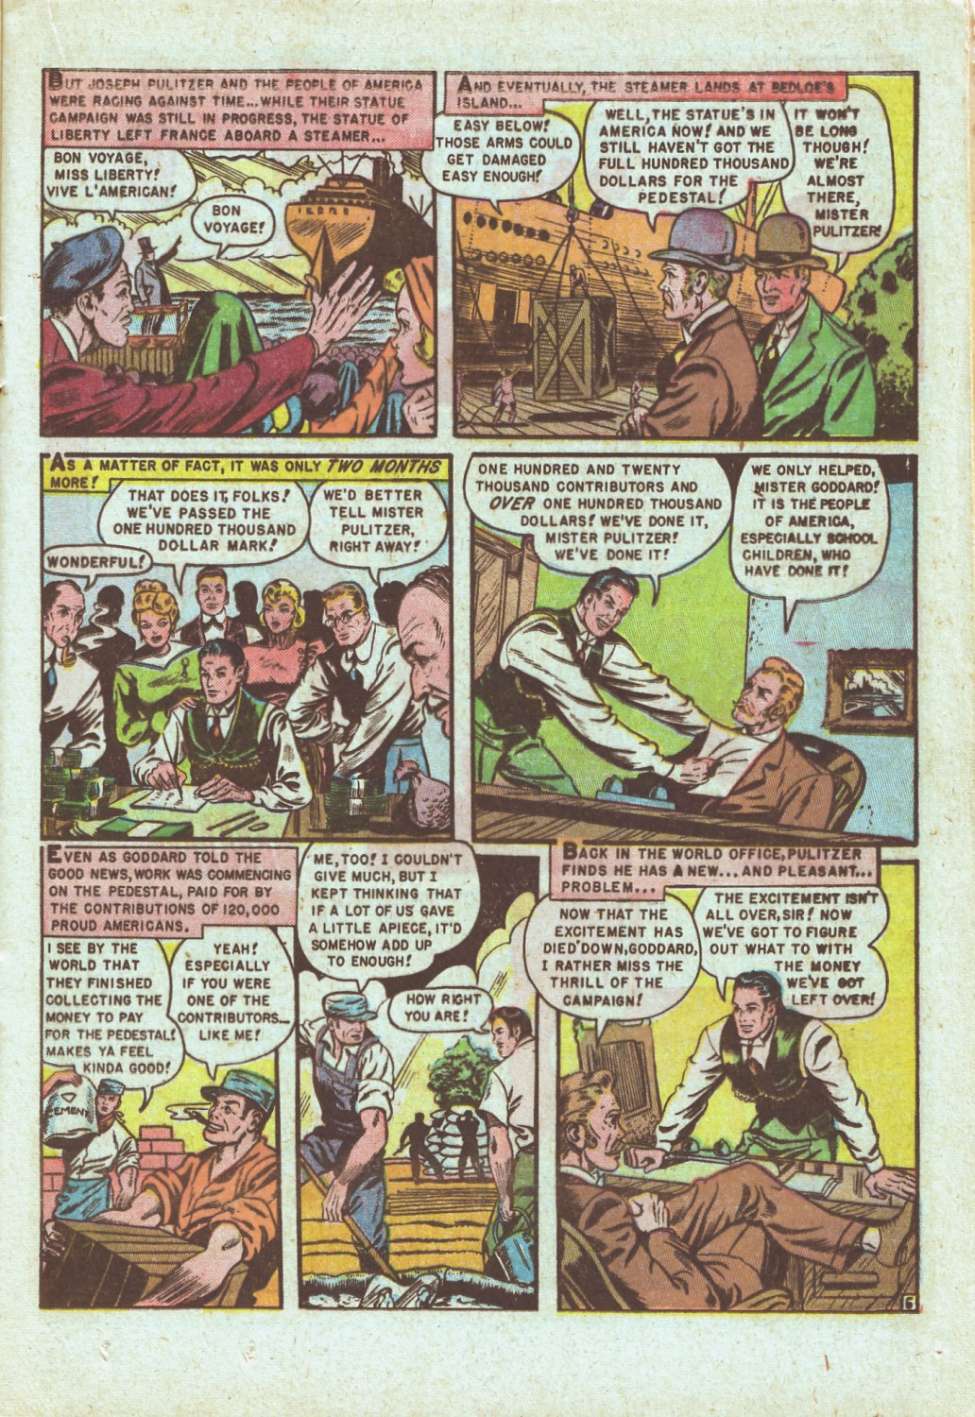 BUT JOSEPH PULITZER AND THE PEOPLE OF AMERICA
WERE RACING AGAINST TIME...WHILE THEIR STATUE
CAMPAIGN WAS STILL IN PROGRESS, THE STATUE OF
LIBERTY LEFT FRANCE ABOARD A STEAMER...
BON VOYAGE,
MISS LIBERTY!
VIVE L'AMERICAN!
BON
VOYAGE!
AND EVENTUALLY, THE STEAMER LANDS AT BEDLOE'S
ISLAND...
EASY BELOW!
THOSE ARMS COULD
GET DAMAGED
EASY ENOUGH!
WELL, THE STATUE'S IN
AMERICA NOW! AND WE
STILL HAVEN'T GOT THE
FULL HUNDRED THOUSAND
DOLLARS FOR THE
PEDESTAL!
IT WON'T
BE LONG
THOUGH!
WE'RE
ALMOST
THERE,
MISTER
PULITZER!
AS A MATTER OF FACT, IT WAS ONLY TWO MONTHS
MORE!
WONDERFUL!
THAT DOES IT, FOLKS!
WE'VE PASSED THE
ONE HUNDRED THOUSAND
DOLLAR MARK!
WE'D BETTER
TELL MISTER
PULITZER,
RIGHT AWAY!
ONE HUNDRED AND TWENTY
THOUSAND CONTRIBUTORS AND
OVER ONE HUNDRED THOUSAND
DOLLARS! WE'VE DONE IT,
MISTER PULITZER!
WE'VE DONE IT!
WE ONLY HELPED,
MISTER GODDARD!
IT IS THE PEOPLE
OF AMERICA,
ESPECIALLY SCHOOL
CHILDREN, WHO
HAVE DONE IT!
EVEN AS GODDARD TOLD THE
GOOD NEWS, WORK WAS COMMENCING
ON THE PEDESTAL, PAID FOR BY
THE CONTRIBUTIONS OF 120,000
PROUD AMERICANS.
I SEE BY THE
WORLD THAT
THEY FINISHED
COLLECTING THE
MONEY TO PAY
FOR THE PEDESTAL!
MAKES YA FEEL
KINDA GOOD!
YEAH!
ESPECIALLY
IF YOU WERE
ONE OF THE
CONTRIBUTORS...
LIKE ME!
CEMENT
ME, TOO! I COULDN'T
GIVE MUCH, BUT I
KEPT THINKING THAT
IF A LOT OF US GAVE
A LITTLE APIECE, IT'D
SOMEHOW ADD UP
TO ENOUGH!
HOW RIGHT
YOU ARE!
BACK IN THE WORLD OFFICE, PULITZER
FINDS HE HAS A NEW...AND PLEASANT...
PROBLEM...
NOW THAT THE
EXCITEMENT HAS
DIED DOWN, GODDARD,
I RATHER MISS THE
THRILL OF THE
CAMPAIGN!
THE EXCITEMENT ISN'T
ALL OVER, SIR! NOW
WE'VE GOT TO FIGURE
OUT WHAT TO WITH
THE MONEY
WE'VE GOT
LEFT OVER!